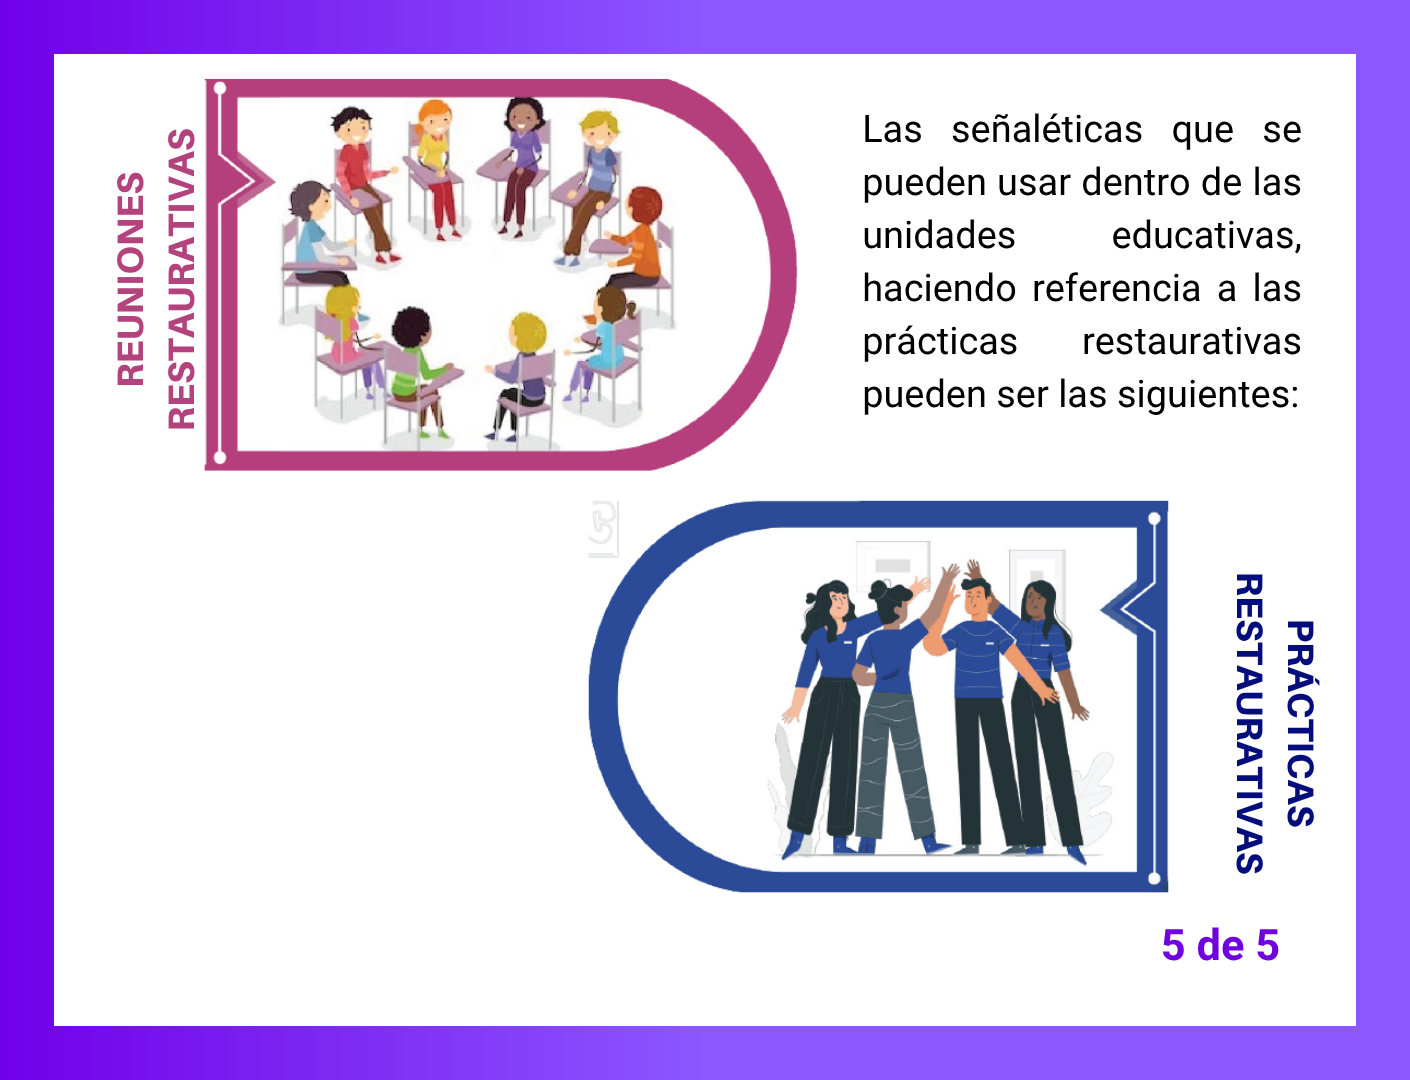 REUNIONES
RESTAURATIVAS
Las señaléticas que se
pueden usar dentro de las
unidades educativas,
haciendo referencia a las
prácticas restaurativas
pueden ser las siguientes:
PRÁCTICAS
RESTAURATIVAS
5 de 5